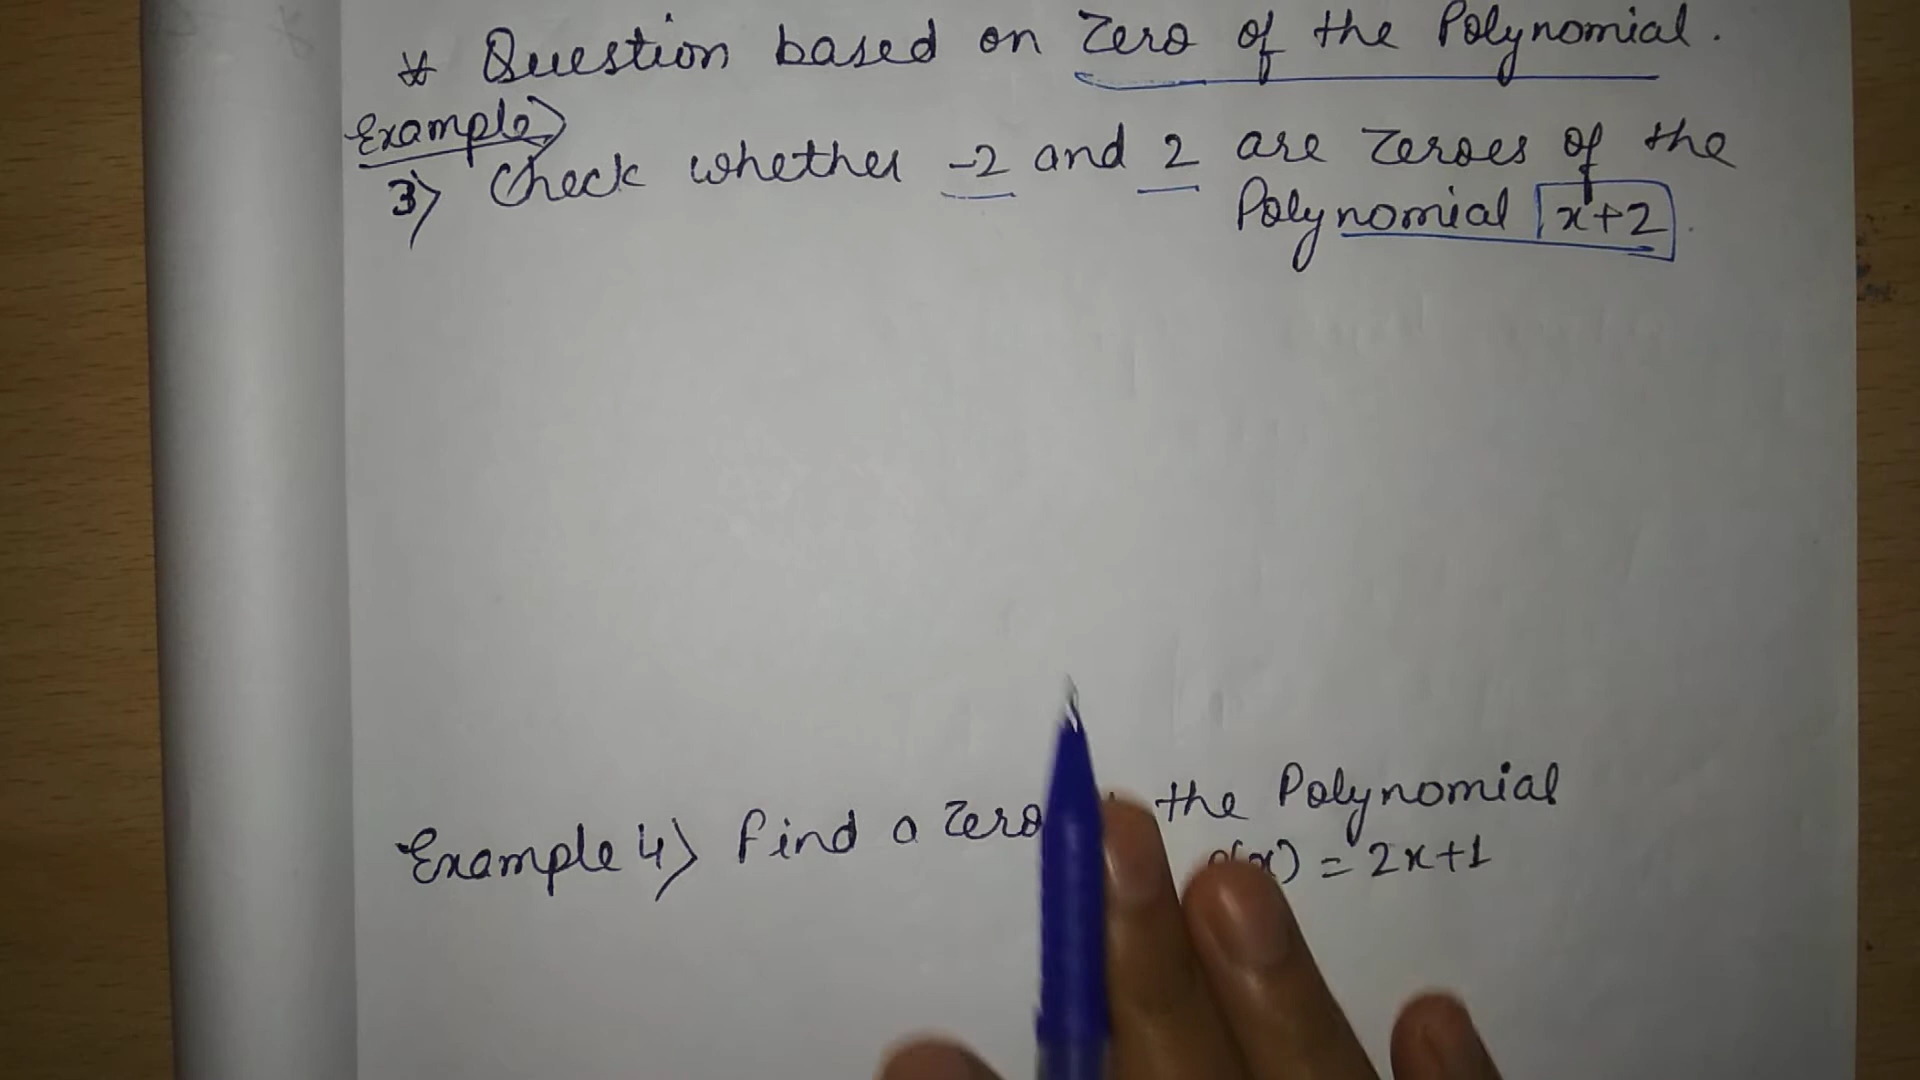 * Question based on Zero of the Polynomial.
Example
3) Check whether -2 and 2 are zeroes of the
Polynomial x+2.
Example 4) Find a zero the Polynomial
(x) = 2x+1